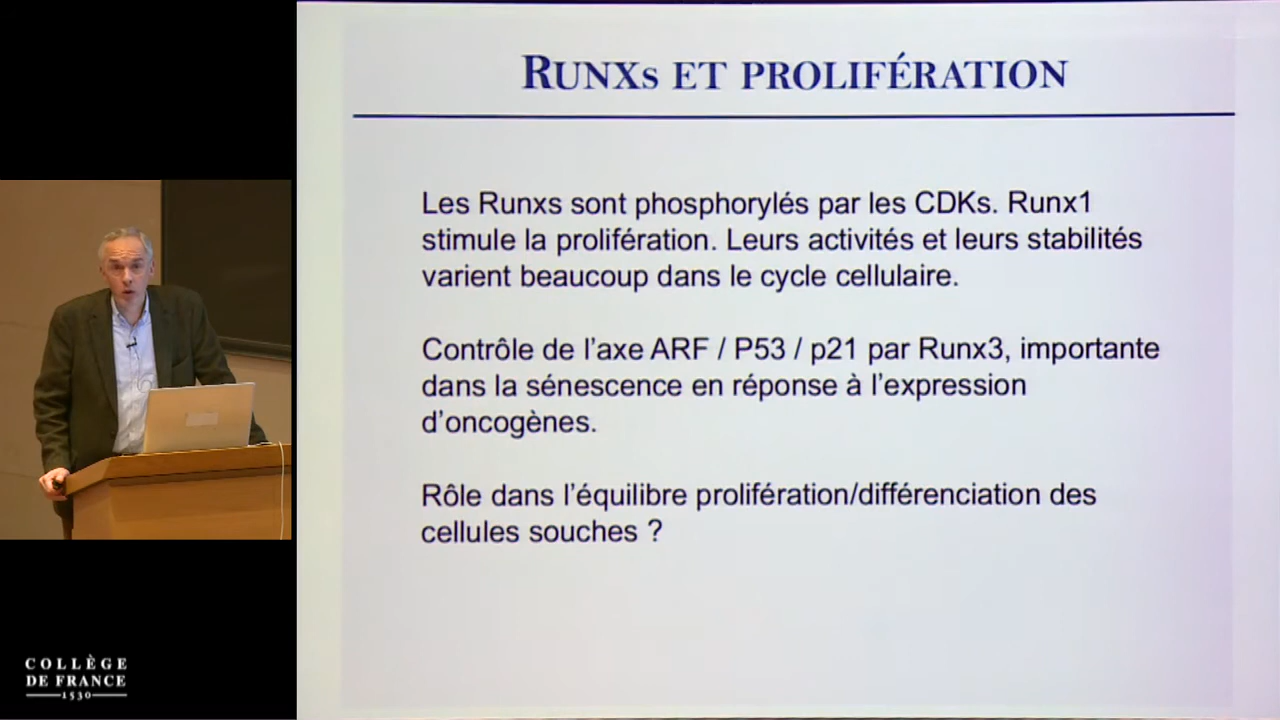 RUNXs ET PROLIFÉRATION
Les Runxs sont phosphorylés par les CDKs. Runx1
stimule la prolifération. Leurs activités et leurs stabilités
varient beaucoup dans le cycle cellulaire.
Contrôle de l’axe ARF / P53 / p21 par Runx3, importante
dans la sénescence en réponse à l’expression
d’oncogènes.
Rôle dans l’équilibre prolifération/différenciation des
cellules souches ?
COLLÈGE
DE FRANCE
1530